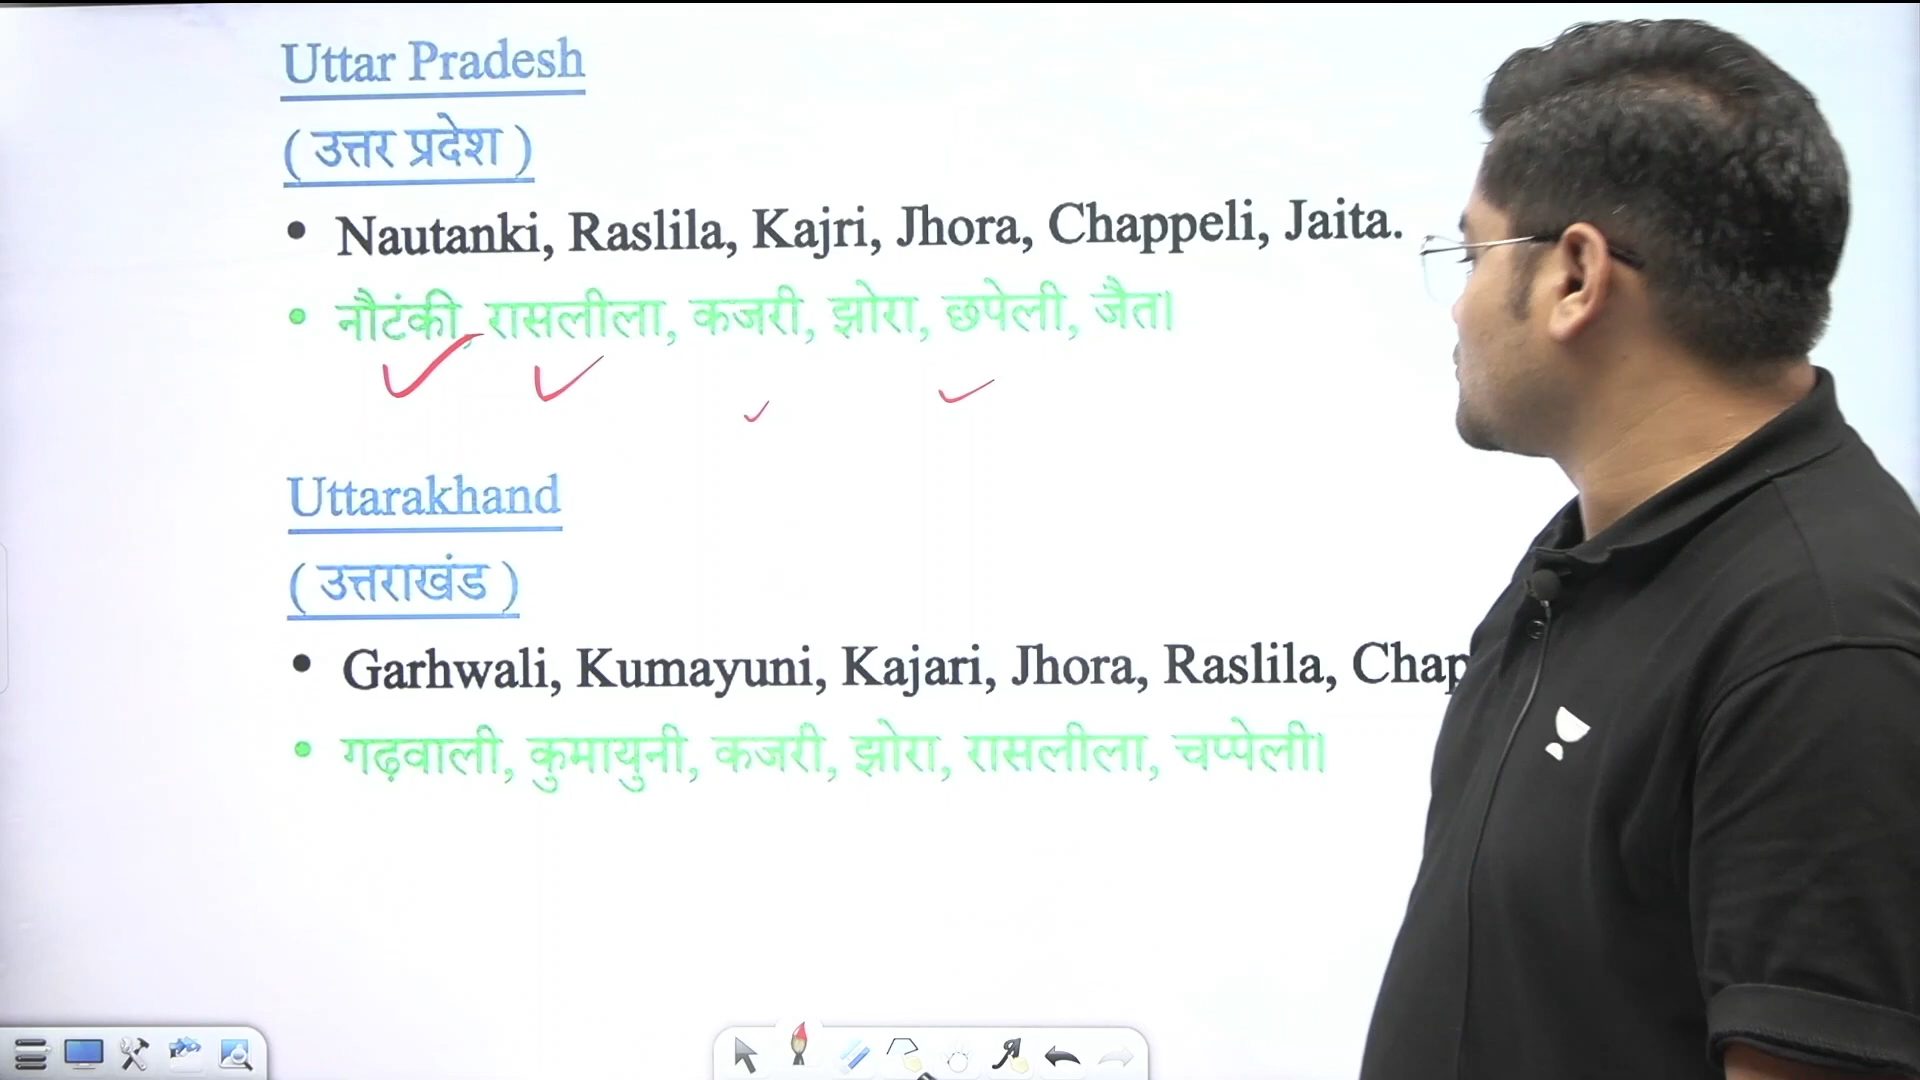 Uttar Pradesh
( उत्तर प्रदेश )
• Nautanki, Raslila, Kajri, Jhora, Chappeli, Jaita.
• नौटंकी, रासलीला, कजरी, झोरा, छपेली, जैत।
Uttarakhand
( उत्तराखंड )
• Garhwali, Kumayuni, Kajari, Jhora, Raslila, Chap
• गढ़वाली, कुमायुनी, कजरी, झोरा, रासलीला, चप्पेली।